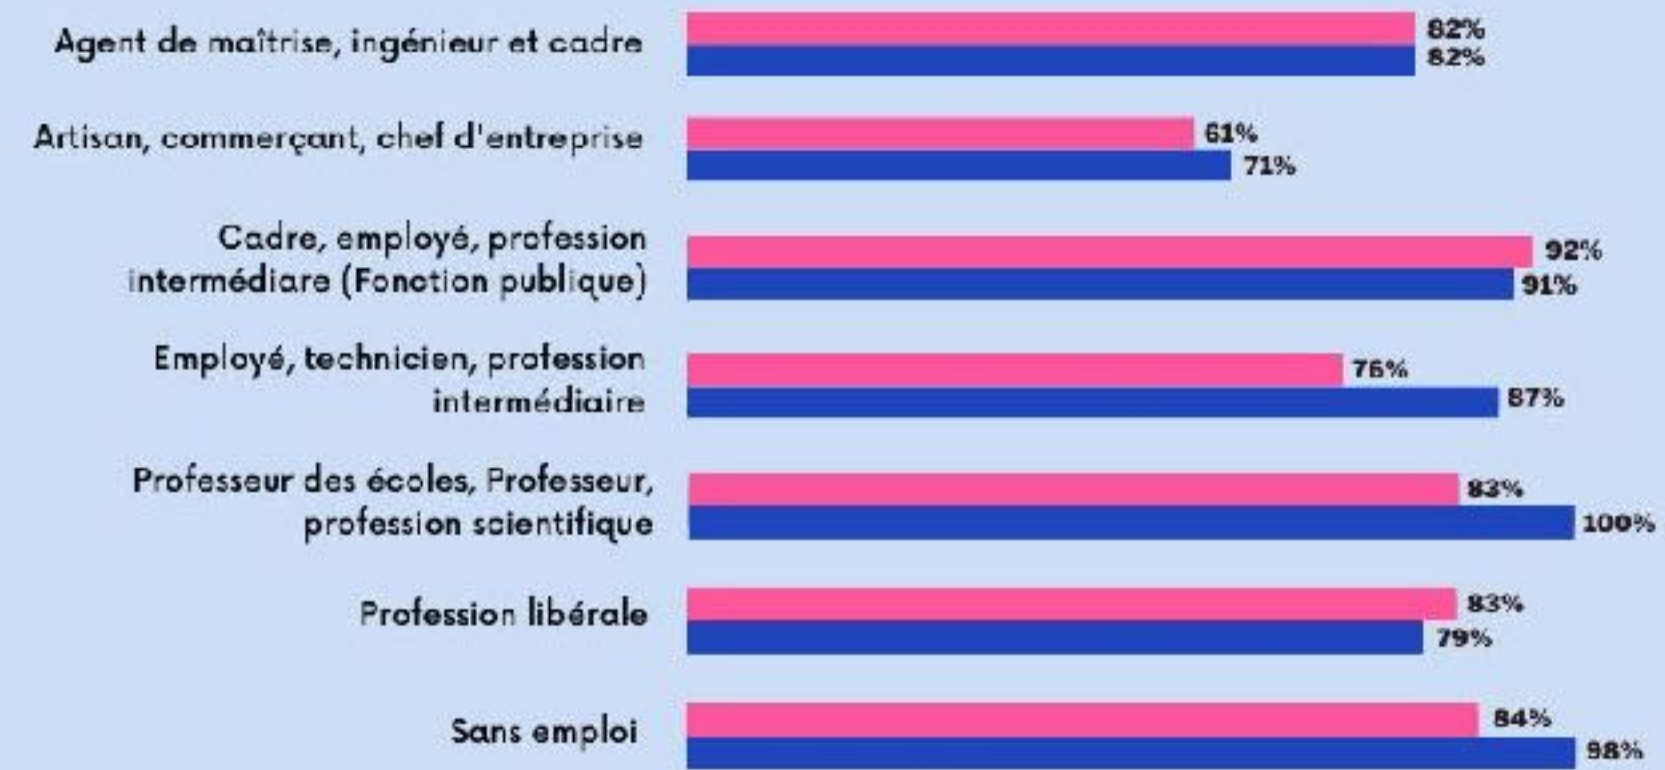 Agent de maîtrise, ingénieur et cadre
82%
82%
Artisan, commerçant, chef d'entreprise
61%
71%
Cadre, employé, profession
intermédiare (Fonction publique)
92%
91%
Employé, technicien, profession
intermédiaire
76%
87%
Professeur des écoles, Professeur,
profession scientifique
83%
100%
Profession libérale
83%
79%
Sans emploi
84%
98%